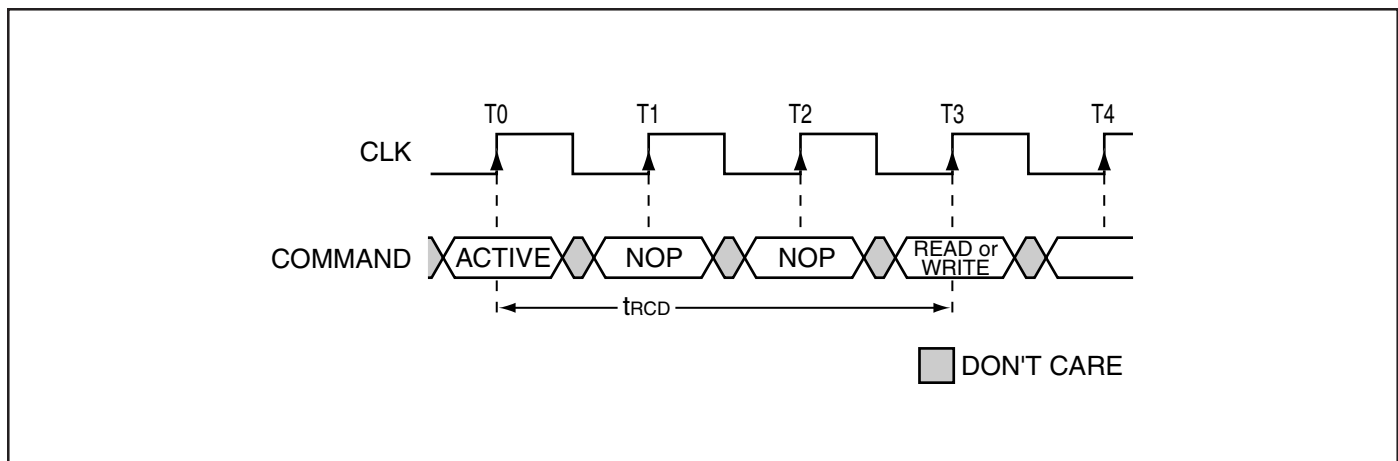 T0 T1 T2 T3 T4
CLK
COMMAND ACTIVE NOP NOP READ or
WRITE
tRCD
DON'T CARE